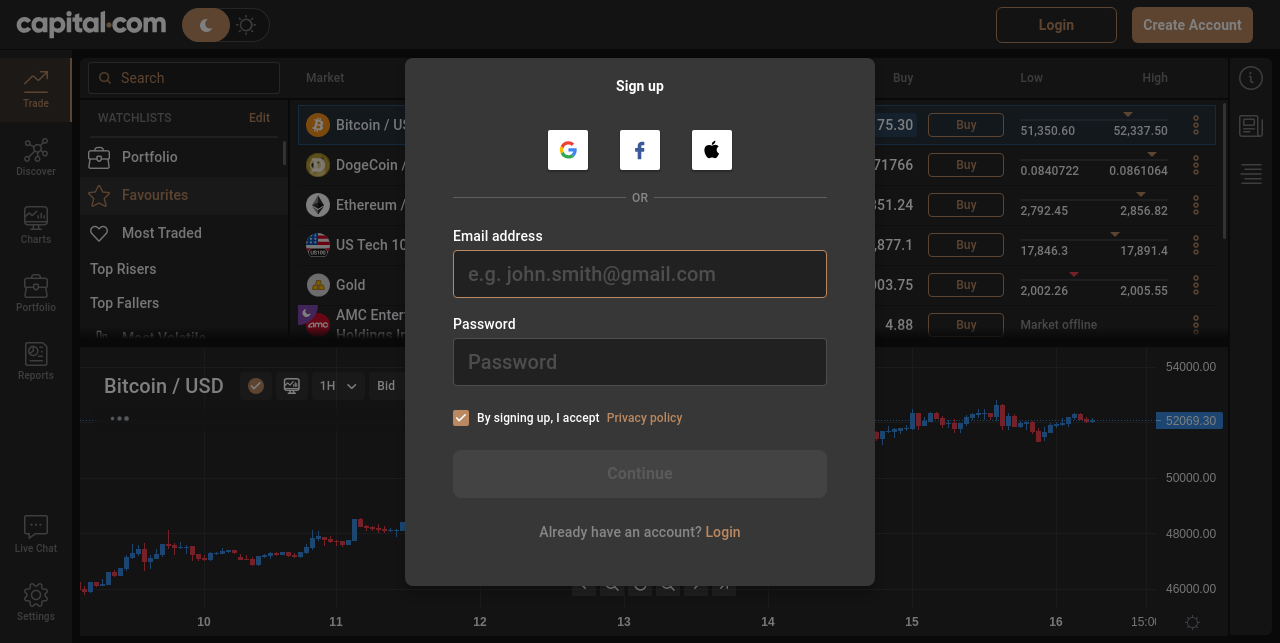 capital.com
Login
Create Account
Trade
Discover
Charts
Portfolio
Reports
Live Chat
Settings
Search
WATCHLISTS Edit
Portfolio
Favourites
Most Traded
Top Risers
Top Fallers
Most Volatile
Market Buy Low High
Bitcoin / US 75.30 Buy 51,350.60 52,337.50
DogeCoin / 71766 Buy 0.0840722 0.0861064
Ethereum / 351.24 Buy 2,792.45 2,856.82
US Tech 10 ,877.1 Buy 17,846.3 17,891.4
Gold 03.75 Buy 2,002.26 2,005.55
AMC Enter
Holdings In 4.88 Buy Market offline
Sign up
OR
Email address
e.g. john.smith@gmail.com
Password
Password
By signing up, I accept Privacy policy
Continue
Already have an account? Login
Bitcoin / USD 1H Bid
54000.00
52069.30
50000.00
48000.00
46000.00
10 11 12 13 14 15 16 15:00